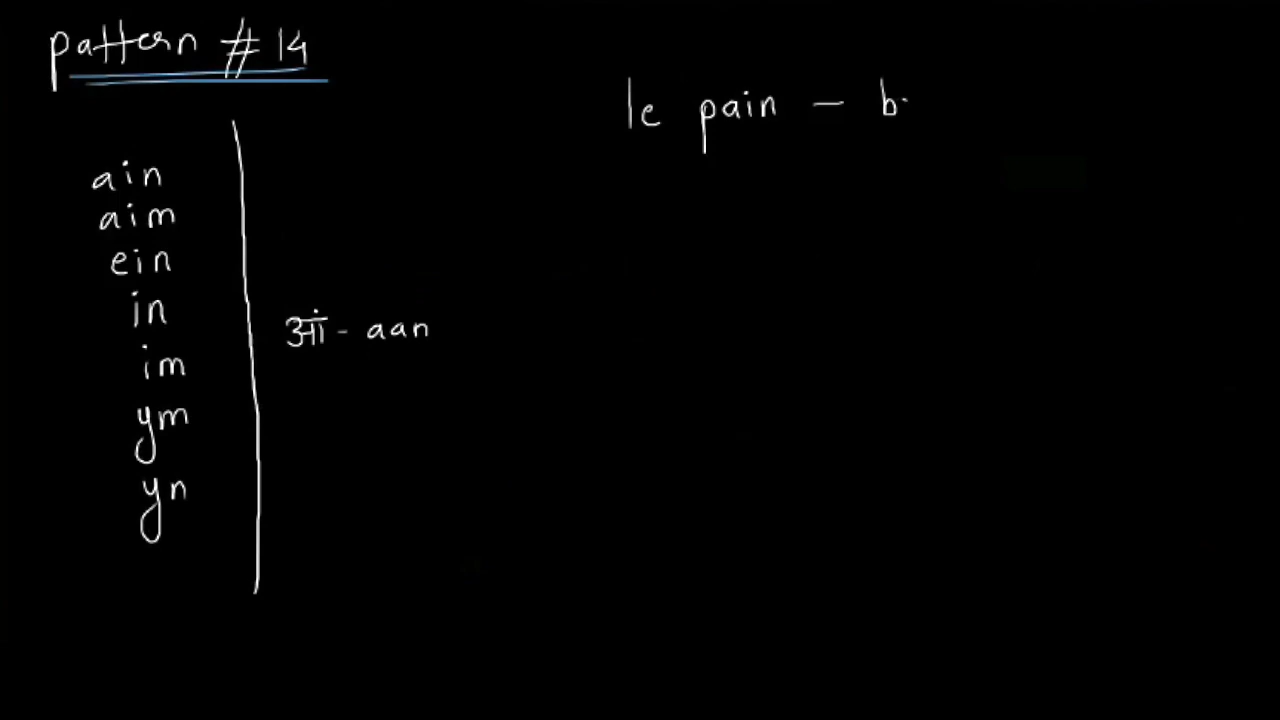 pattern # 14
le pain – b
ain
aim
ein
in
im
ym
yn
आं - aan